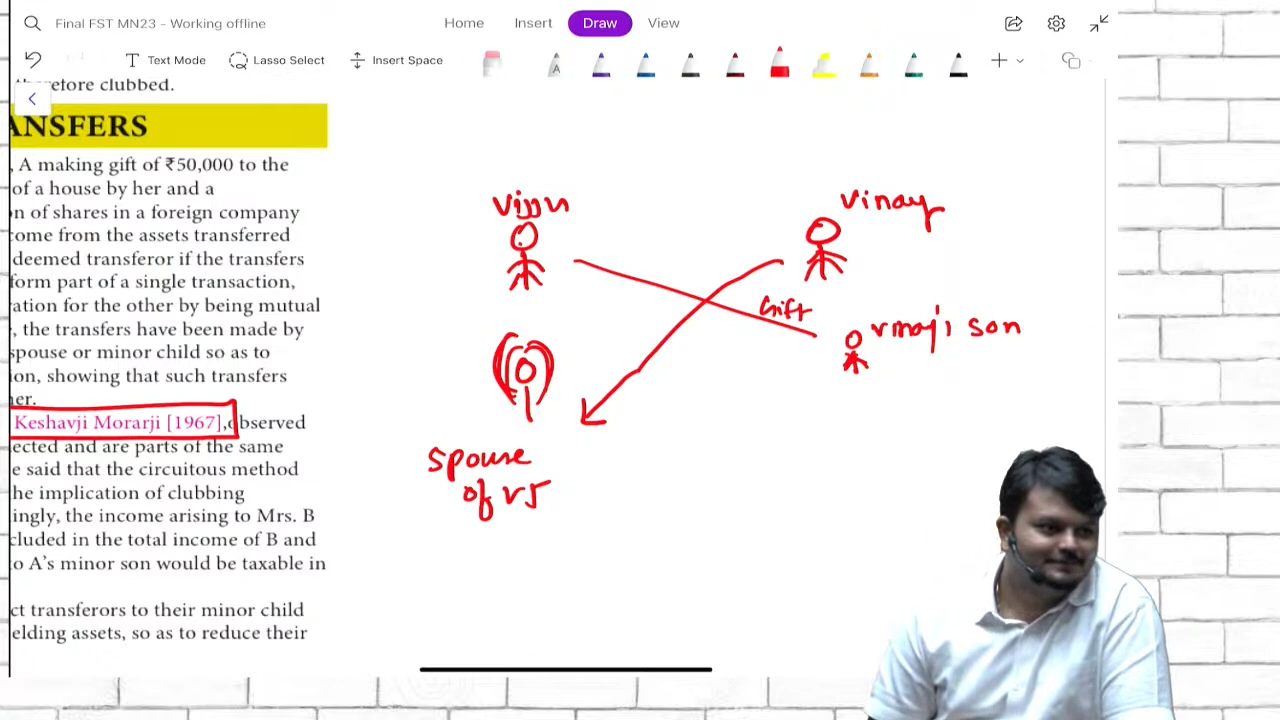 Final FST MN23 - Working offline
Home Insert Draw View
Text Mode Lasso Select Insert Space
A
therefore clubbed.
ANSFERS
, A making gift of ₹50,000 to the
of a house by her and a
on of shares in a foreign company
come from the assets transferred
deemed transferor if the transfers
form part of a single transaction,
ration for the other by being mutual
, the transfers have been made by
spouse or minor child so as to
ion, showing that such transfers
her.
Keshavji Morarji [1967], observed
ected and are parts of the same
e said that the circuitous method
he implication of clubbing
ingly, the income arising to Mrs. B
cluded in the total income of B and
o A's minor son would be taxable in
ct transferors to their minor child
elding assets, so as to reduce their
vinay
Gift
son
spouse
of VJ